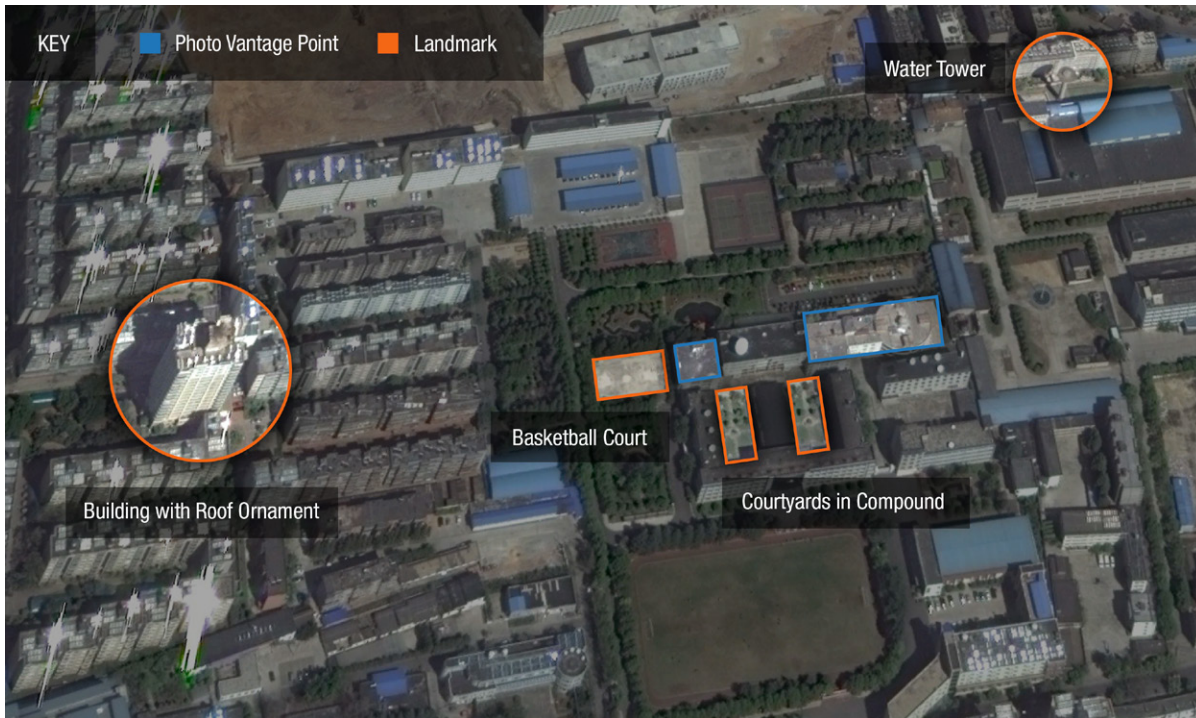 KEY
Photo Vantage Point
Landmark
Water Tower
Basketball Court
Building with Roof Ornament
Courtyards in Compound